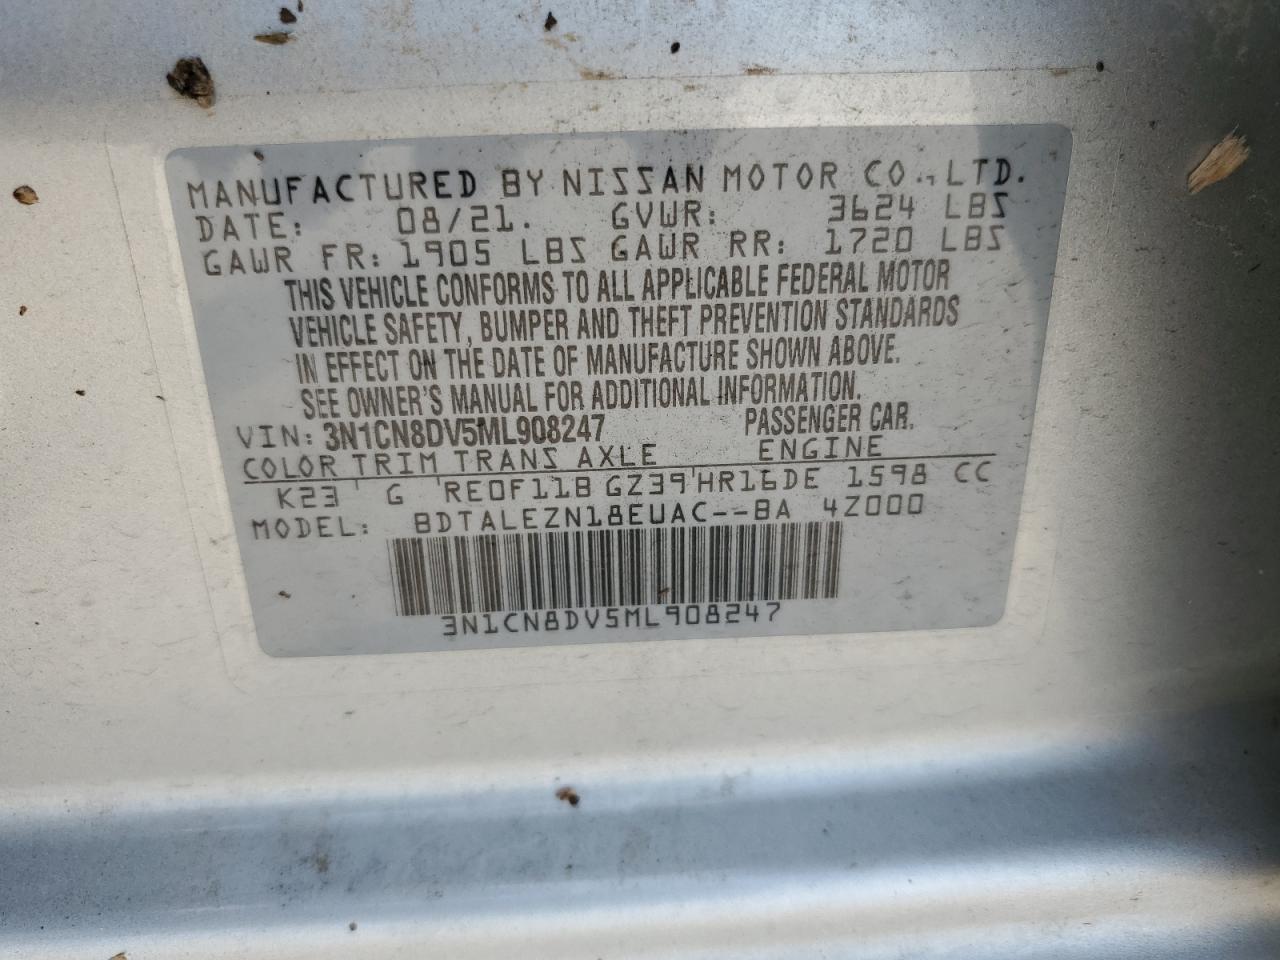 MANUFACTURED BY NISSAN MOTOR CO., LTD.
DATE: 08/21. GVWR: 3624 LBS
GAWR FR: 1905 LBS GAWR RR: 1720 LBS
THIS VEHICLE CONFORMS TO ALL APPLICABLE FEDERAL MOTOR
VEHICLE SAFETY, BUMPER AND THEFT PREVENTION STANDARDS
IN EFFECT ON THE DATE OF MANUFACTURE SHOWN ABOVE.
SEE OWNER'S MANUAL FOR ADDITIONAL INFORMATION.
VIN: 3N1CN8DV5ML908247 PASSENGER CAR.
COLOR TRIM TRANS AXLE ENGINE
K23 G RE0F11B GZ39 HR16DE 1598 CC
MODEL: BDTALEZN18EUAC--BA 4Z000
3N1CN8DV5ML908247